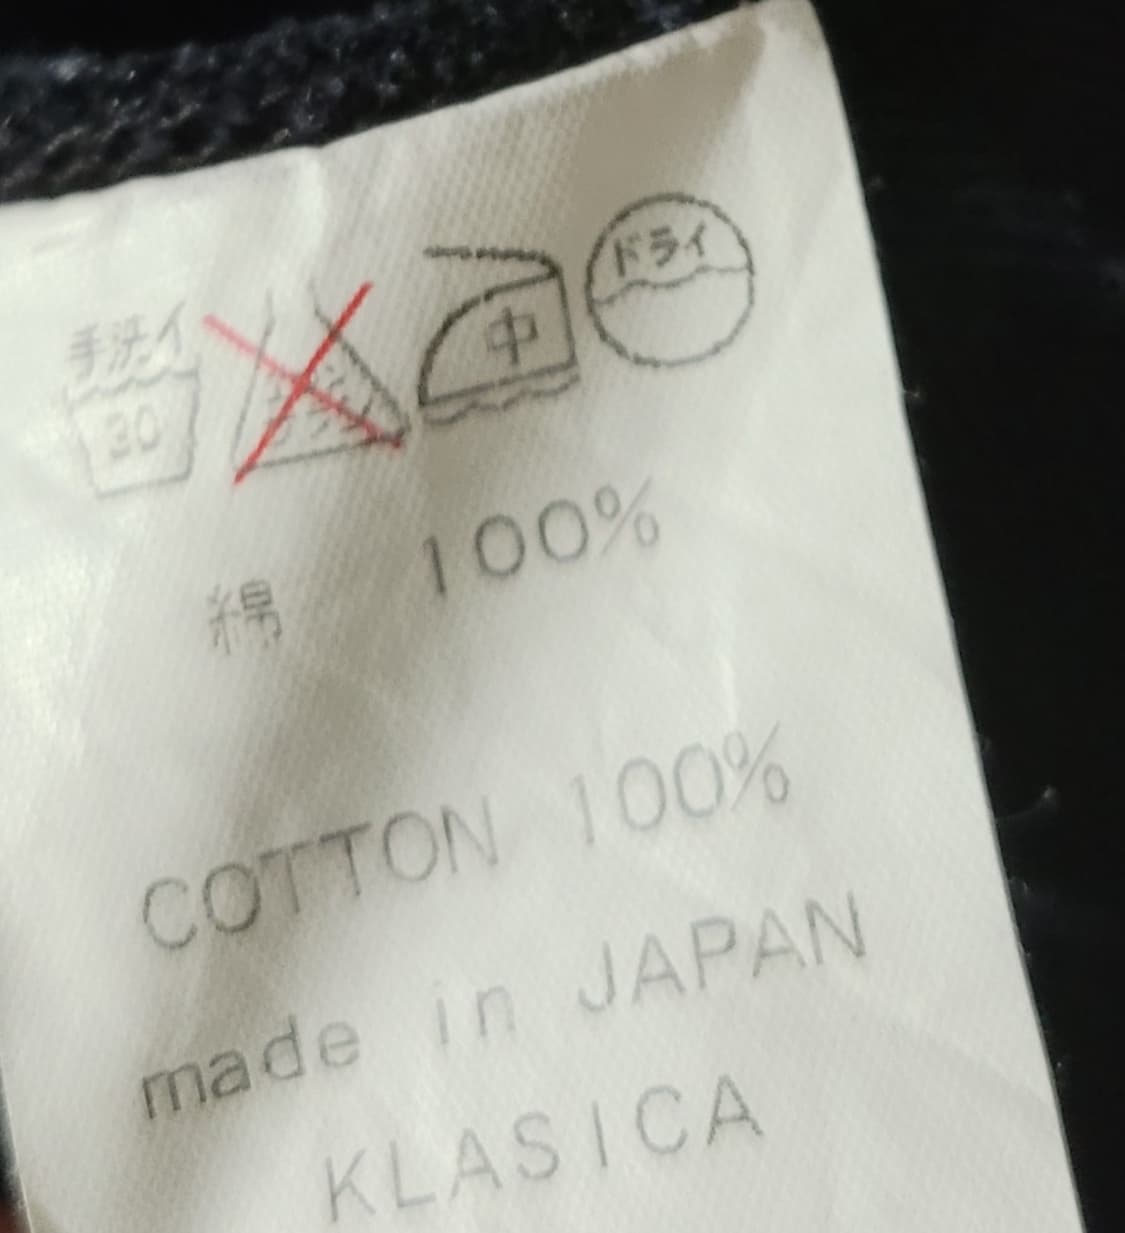 手洗イ
30
中
ドライ
綿 100%
COTTON 100%
made in JAPAN
KLASICA